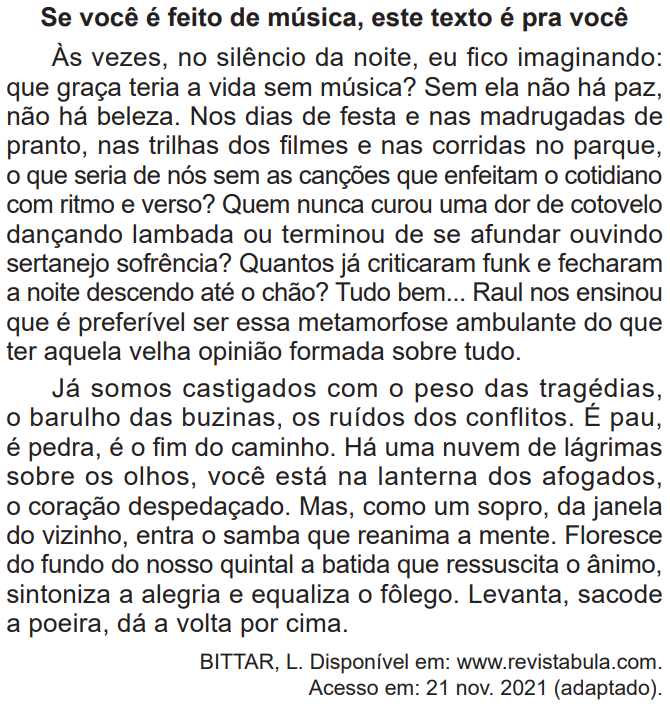 Se você é feito de música, este texto é pra você
Às vezes, no silêncio da noite, eu fico imaginando:
que graça teria a vida sem música? Sem ela não há paz,
não há beleza. Nos dias de festa e nas madrugadas de
pranto, nas trilhas dos filmes e nas corridas no parque,
o que seria de nós sem as canções que enfeitam o cotidiano
com ritmo e verso? Quem nunca curou uma dor de cotovelo
dançando lambada ou terminou de se afundar ouvindo
sertanejo sofrência? Quantos já criticaram funk e fecharam
a noite descendo até o chão? Tudo bem... Raul nos ensinou
que é preferível ser essa metamorfose ambulante do que
ter aquela velha opinião formada sobre tudo.
Já somos castigados com o peso das tragédias,
o barulho das buzinas, os ruídos dos conflitos. É pau,
é pedra, é o fim do caminho. Há uma nuvem de lágrimas
sobre os olhos, você está na lanterna dos afogados,
o coração despedaçado. Mas, como um sopro, da janela
do vizinho, entra o samba que reanima a mente. Floresce
do fundo do nosso quintal a batida que ressuscita o ânimo,
sintoniza a alegria e equaliza o fôlego. Levanta, sacode
a poeira, dá a volta por cima.
BITTAR, L. Disponível em: www.revistabula.com.
Acesso em: 21 nov. 2021 (adaptado).